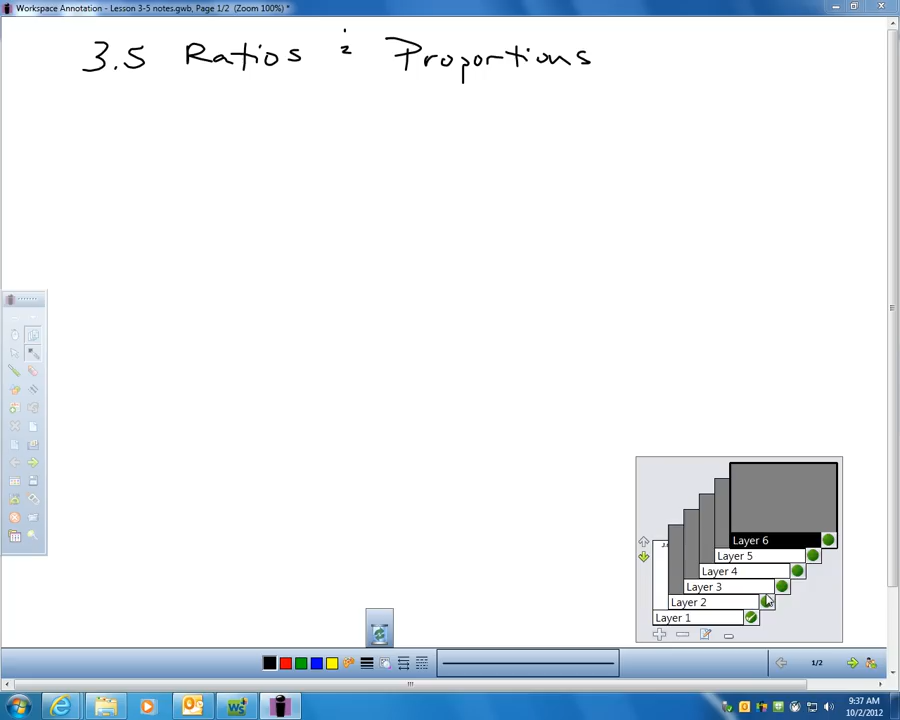 Workspace Annotation - Lesson 3-5 notes.gwb, Page 1/2 (Zoom 100%) *
3.5 Ratios & Proportions
Layer 6
Layer 5
Layer 4
Layer 3
Layer 2
Layer 1
1/2
9:37 AM
10/2/2012